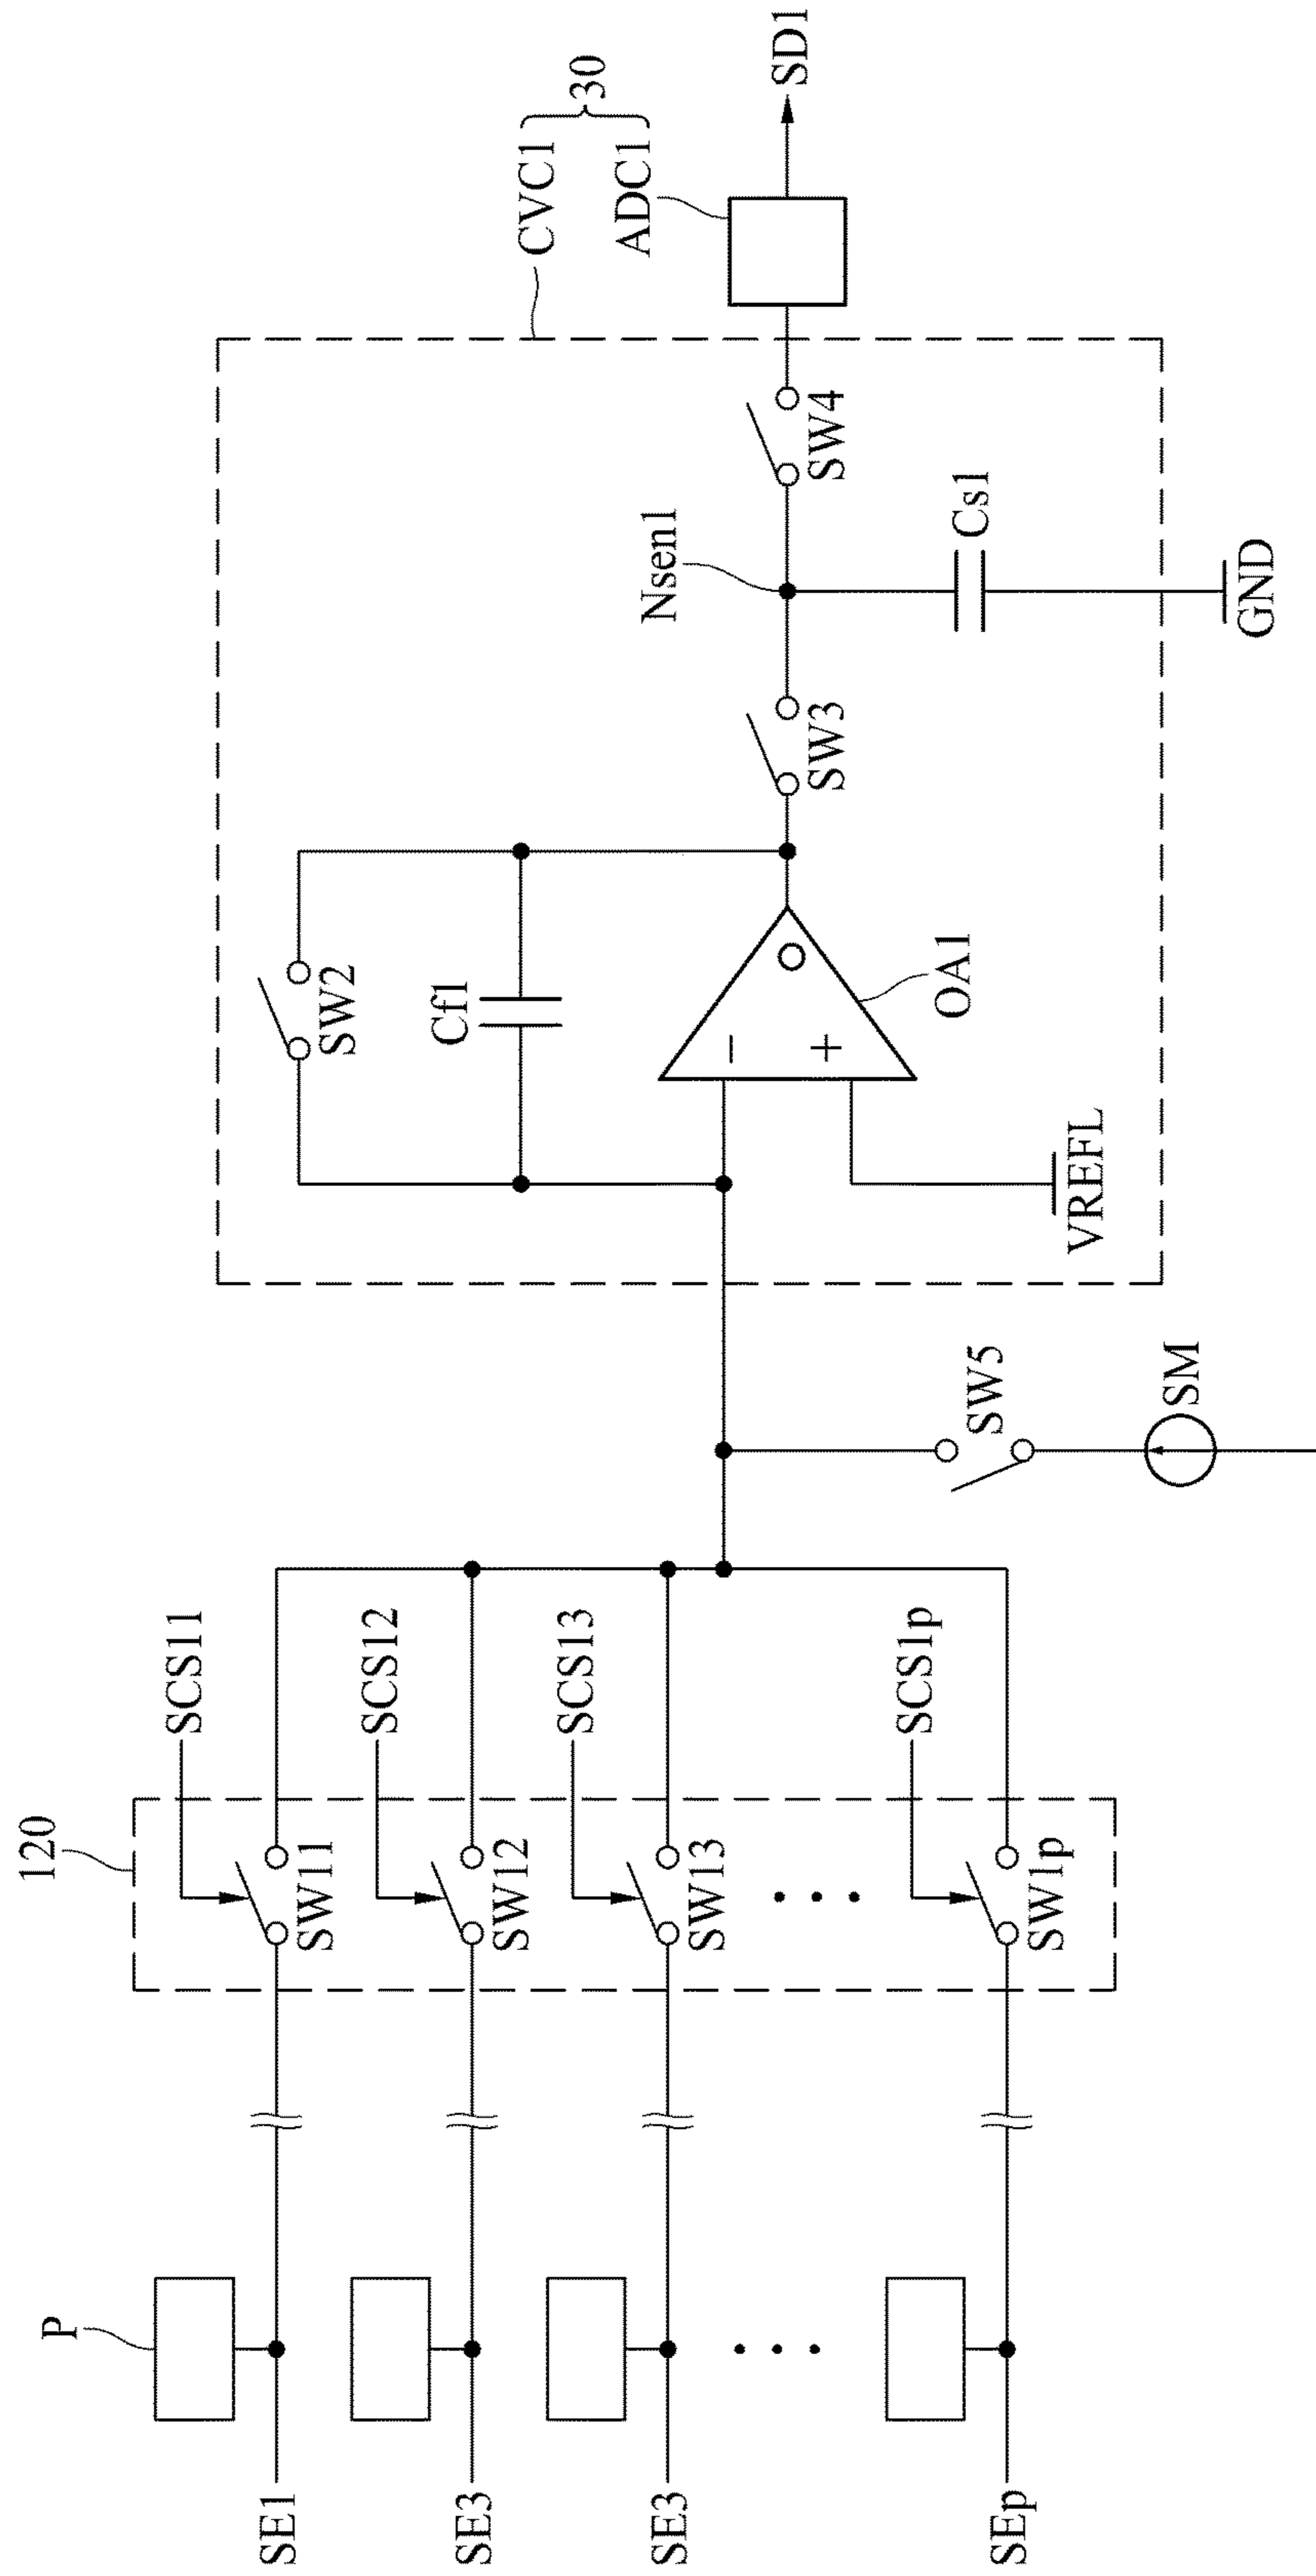 120
P
SCS11
SW11
SE1
SCS12
SW12
SE3
SCS13
SW13
SE3
SCS1p
SW1p
SEp
SW5
SM
CVC1
ADC1
30
SW2
Cf1
−
+
OA1
VREFL
SW3
Nsen1
SW4
Cs1
GND
SD1